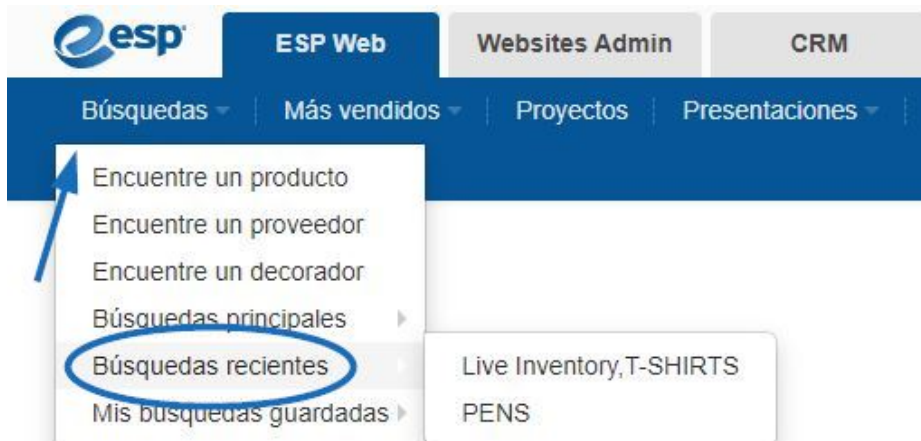 esp ESP Web Websites Admin CRM
Búsquedas Más vendidos Proyectos Presentaciones
Encuentre un producto
Encuentre un proveedor
Encuentre un decorador
Búsquedas principales
Búsquedas recientes Live Inventory,T-SHIRTS
Mis búsquedas guardadas PENS